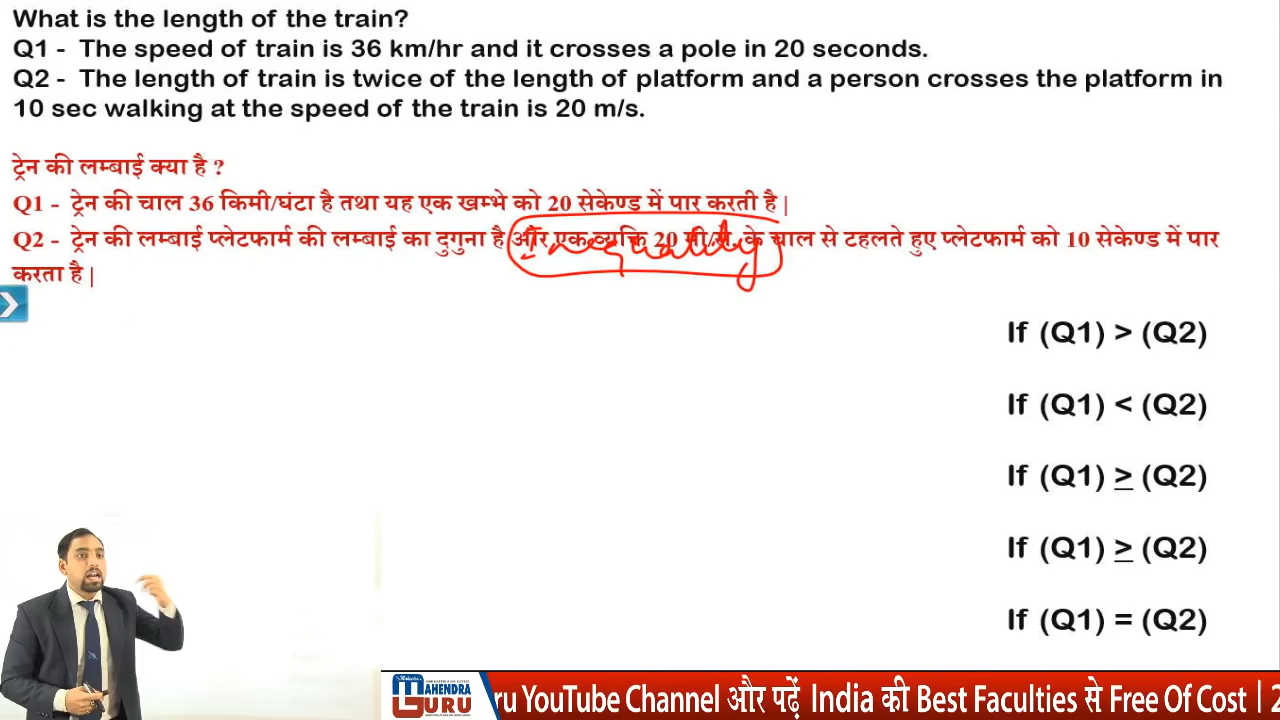 What is the length of the train?
Q1 - The speed of train is 36 km/hr and it crosses a pole in 20 seconds.
Q2 - The length of train is twice of the length of platform and a person crosses the platform in
10 sec walking at the speed of the train is 20 m/s.
ट्रेन की लम्बाई क्या है ?
Q1 - ट्रेन की चाल 36 किमी/घंटा है तथा यह एक खम्भे को 20 सेकेण्ड में पार करती है |
Q2 - ट्रेन की लम्बाई प्लेटफार्म की लम्बाई का दुगुना है और एक व्यक्ति 20 मी/से. के चाल से टहलते हुए प्लेटफार्म को 10 सेकेण्ड में पार
Inequality
करता है |
If (Q1) > (Q2)
If (Q1) < (Q2)
If (Q1) ≥ (Q2)
If (Q1) ≥ (Q2)
If (Q1) = (Q2)
MAHENDRA
GURU
ru YouTube Channel और पढ़ें India की Best Faculties से Free Of Cost | 2